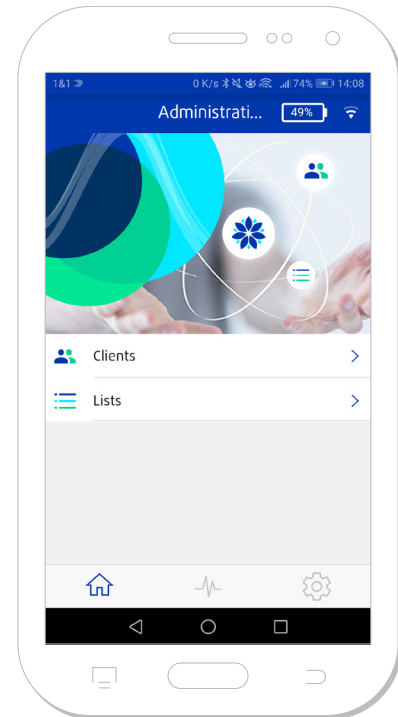 1&1 0 K/s 74% 14:08
Administrati... 49%
Clients
Lists